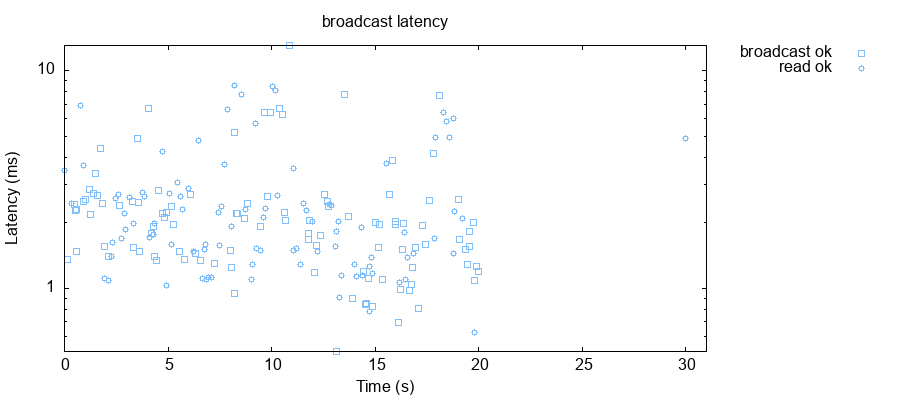 broadcast latency
broadcast ok
read ok
10
1
Latency (ms)
0 5 10 15 20 25 30
Time (s)